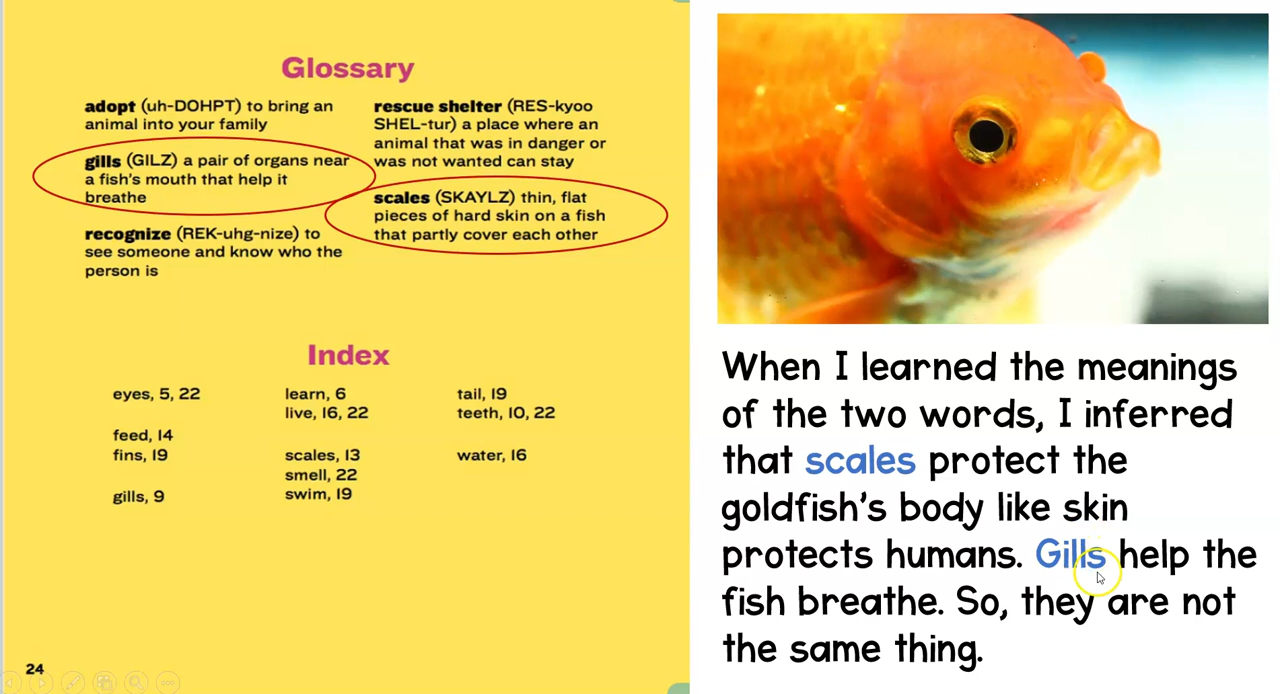 Glossary
adopt (uh-DOHPT) to bring an
animal into your family
gills (GILZ) a pair of organs near
a fish's mouth that help it
breathe
recognize (REK-uhg-nize) to
see someone and know who the
person is
rescue shelter (RES-kyoo
SHEL-tur) a place where an
animal that was in danger or
was not wanted can stay
scales (SKAYLZ) thin, flat
pieces of hard skin on a fish
that partly cover each other
Index
eyes, 5, 22
feed, 14
fins, 19
gills, 9
learn, 6
live, 16, 22
scales, 13
smell, 22
swim, 19
tail, 19
teeth, 10, 22
water, 16
24
When I learned the meanings
of the two words, I inferred
that scales protect the
goldfish's body like skin
protects humans. Gills help the
fish breathe. So, they are not
the same thing.